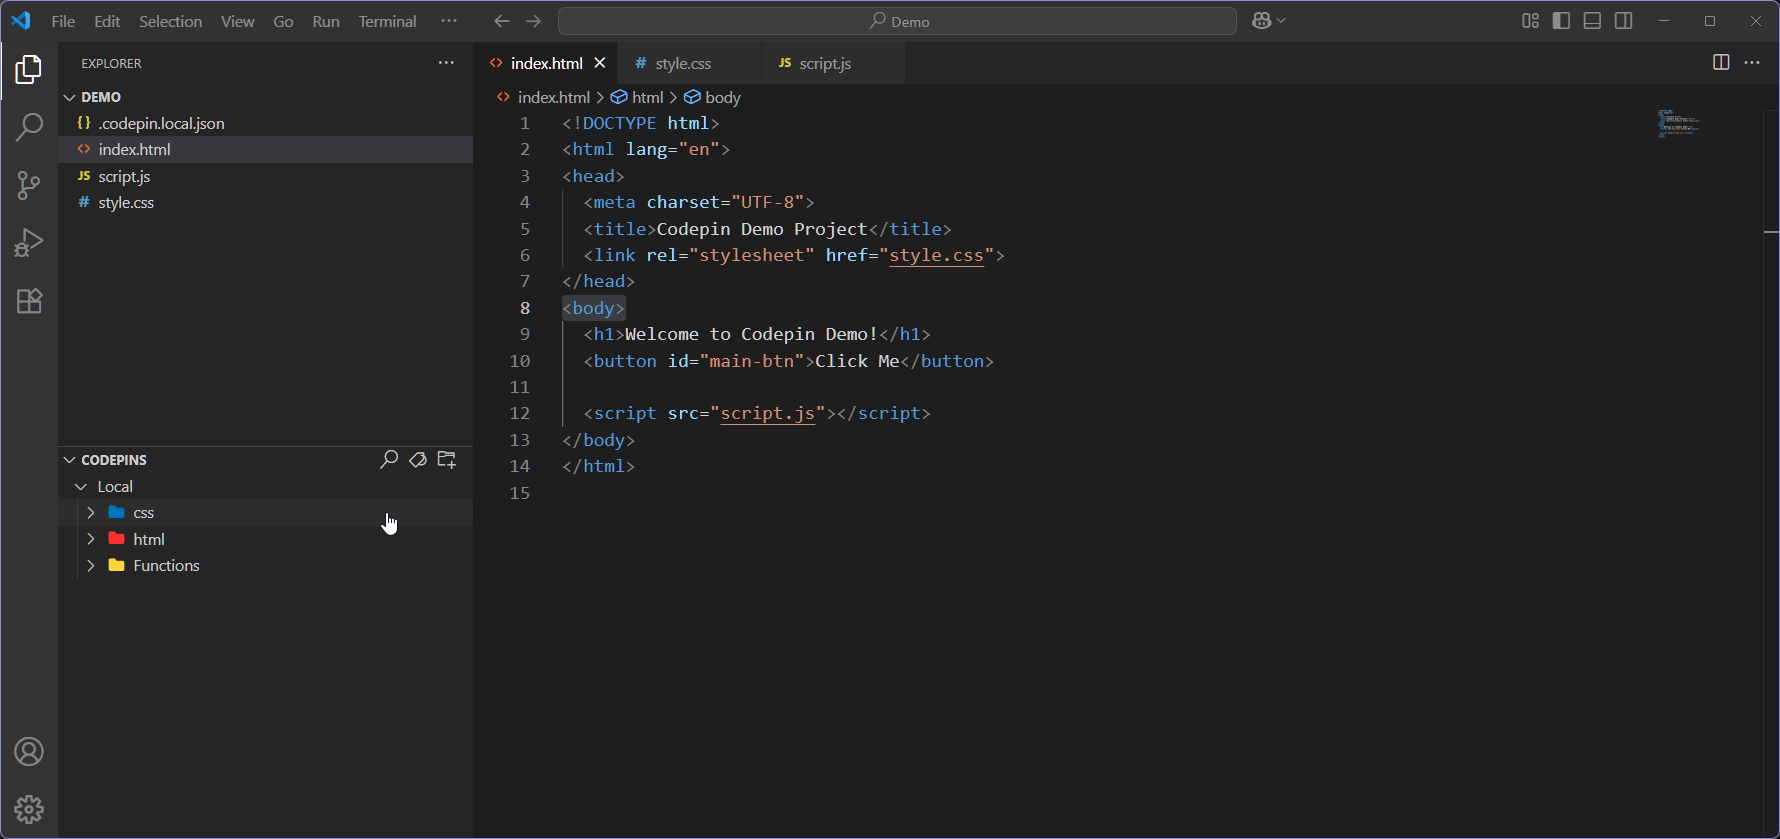 File Edit Selection View Go Run Terminal ··· Demo
EXPLORER ···
DEMO
{} .codepin.local.json
<> index.html
JS script.js
# style.css
CODEPINS
Local
css
html
Functions
<> index.html × # style.css JS script.js ···
<> index.html > html > body
1 <!DOCTYPE html>
2 <html lang="en">
3 <head>
4 <meta charset="UTF-8">
5 <title>Codepin Demo Project</title>
6 <link rel="stylesheet" href="style.css">
7 </head>
8 <body>
9 <h1>Welcome to Codepin Demo!</h1>
10 <button id="main-btn">Click Me</button>
11
12 <script src="script.js"></script>
13 </body>
14 </html>
15